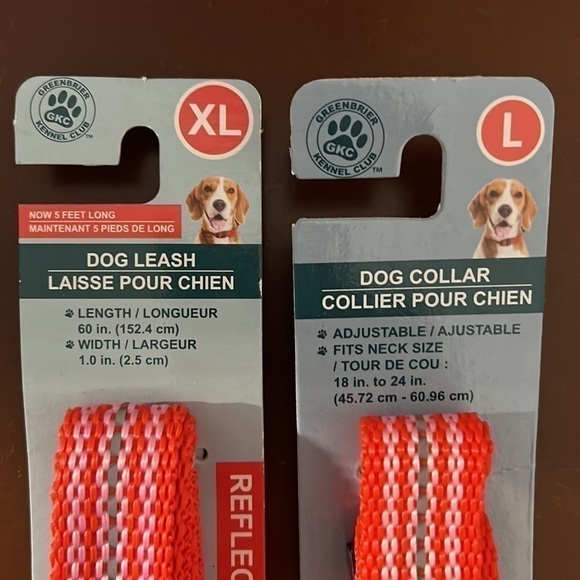 GREENBRIER
GKC
KENNEL CLUB™
XL
NOW 5 FEET LONG
MAINTENANT 5 PIEDS DE LONG
DOG LEASH
LAISSE POUR CHIEN
LENGTH / LONGUEUR
60 in. (152.4 cm)
WIDTH / LARGEUR
1.0 in. (2.5 cm)
REFLEC
GREENBRIER
GKC
KENNEL CLUB™
L
DOG COLLAR
COLLIER POUR CHIEN
ADJUSTABLE / AJUSTABLE
FITS NECK SIZE
/ TOUR DE COU :
18 in. to 24 in.
(45.72 cm - 60.96 cm)